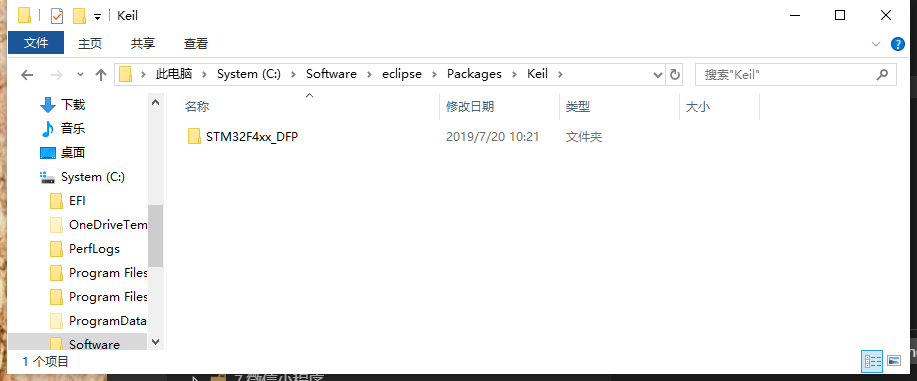 Keil
文件 主页 共享 查看
此电脑 System (C:) Software eclipse Packages Keil 搜索"Keil"
名称 修改日期 类型 大小
STM32F4xx_DFP 2019/7/20 10:21 文件夹
下载
音乐
桌面
System (C:)
EFI
OneDriveTem
PerfLogs
Program Files
Program Files
ProgramData
Software
1 个项目